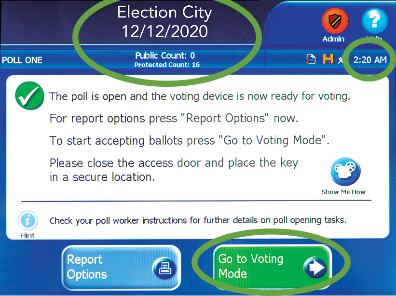 Election City
12/12/2020
Admin
Help
POLL ONE
Public Count: 0
Protected Count: 16
2:20 AM
The poll is open and the voting device is now ready for voting.
For report options press "Report Options" now.
To start accepting ballots press "Go to Voting Mode".
Please close the access door and place the key
in a secure location.
Show Me How
Hint
Check your poll worker instructions for further details on poll opening tasks.
Report
Options
Go to Voting
Mode